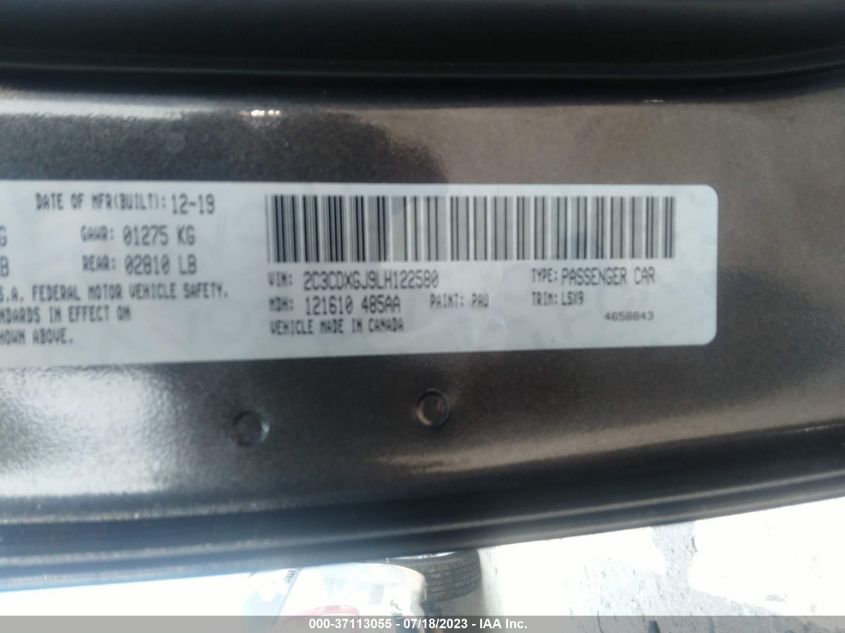 DATE OF MFR(BUILT): 12-19
G GAWR: 01275 KG
B REAR: 02810 LB
S.A. FEDERAL MOTOR VEHICLE SAFETY.
NDARDS IN EFFECT ON
HOWN ABOVE.
VIN: 2C3CDXGJ9LH122580 TYPE: PASSENGER CAR
MDH: 121610 485AA PAINT: PAU TRIM: LSX9
VEHICLE MADE IN CANADA 4658843
000-37113055 - 07/18/2023 - IAA Inc.